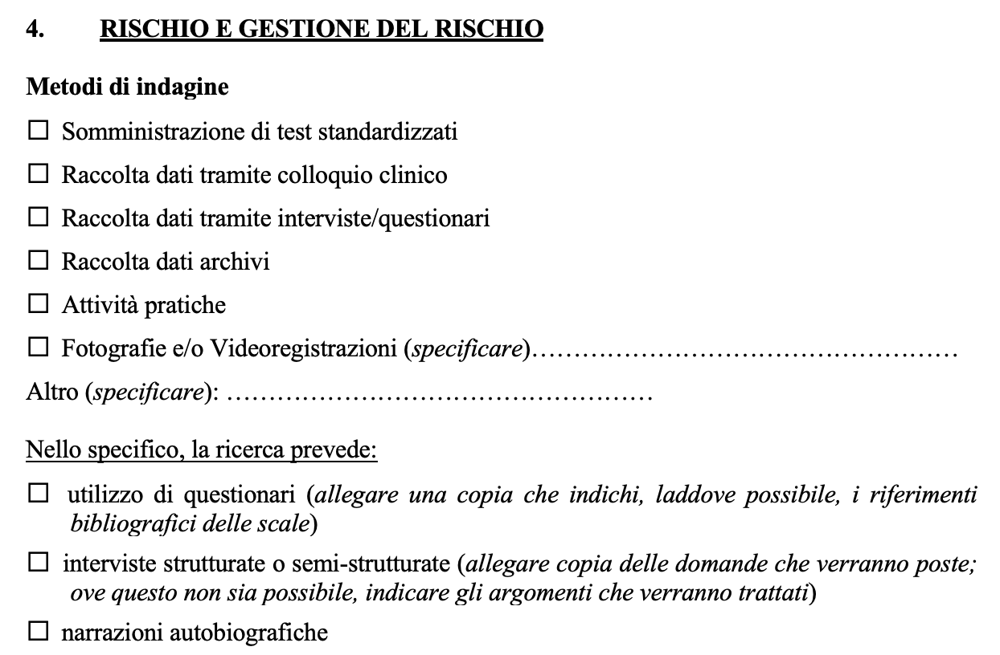 4. RISCHIO E GESTIONE DEL RISCHIO
Metodi di indagine
☐ Somministrazione di test standardizzati
☐ Raccolta dati tramite colloquio clinico
☐ Raccolta dati tramite interviste/questionari
☐ Raccolta dati archivi
☐ Attività pratiche
☐ Fotografie e/o Videoregistrazioni (specificare)……………………………………………
Altro (specificare): ……………………………………………
Nello specifico, la ricerca prevede:
☐ utilizzo di questionari (allegare una copia che indichi, laddove possibile, i riferimenti
bibliografici delle scale)
☐ interviste strutturate o semi-strutturate (allegare copia delle domande che verranno poste;
ove questo non sia possibile, indicare gli argomenti che verranno trattati)
☐ narrazioni autobiografiche